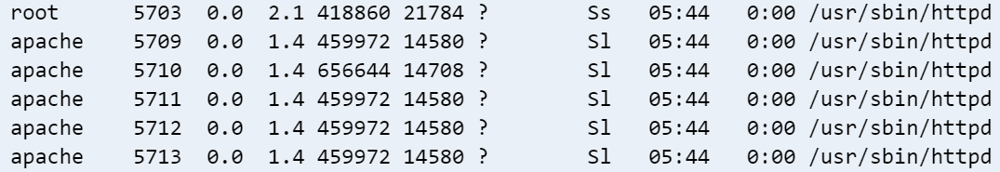 root     5703  0.0  2.1 418860 21784 ?        Ss   05:44   0:00 /usr/sbin/httpd
apache   5709  0.0  1.4 459972 14580 ?        Sl   05:44   0:00 /usr/sbin/httpd
apache   5710  0.0  1.4 656644 14708 ?        Sl   05:44   0:00 /usr/sbin/httpd
apache   5711  0.0  1.4 459972 14580 ?        Sl   05:44   0:00 /usr/sbin/httpd
apache   5712  0.0  1.4 459972 14580 ?        Sl   05:44   0:00 /usr/sbin/httpd
apache   5713  0.0  1.4 459972 14580 ?        Sl   05:44   0:00 /usr/sbin/httpd